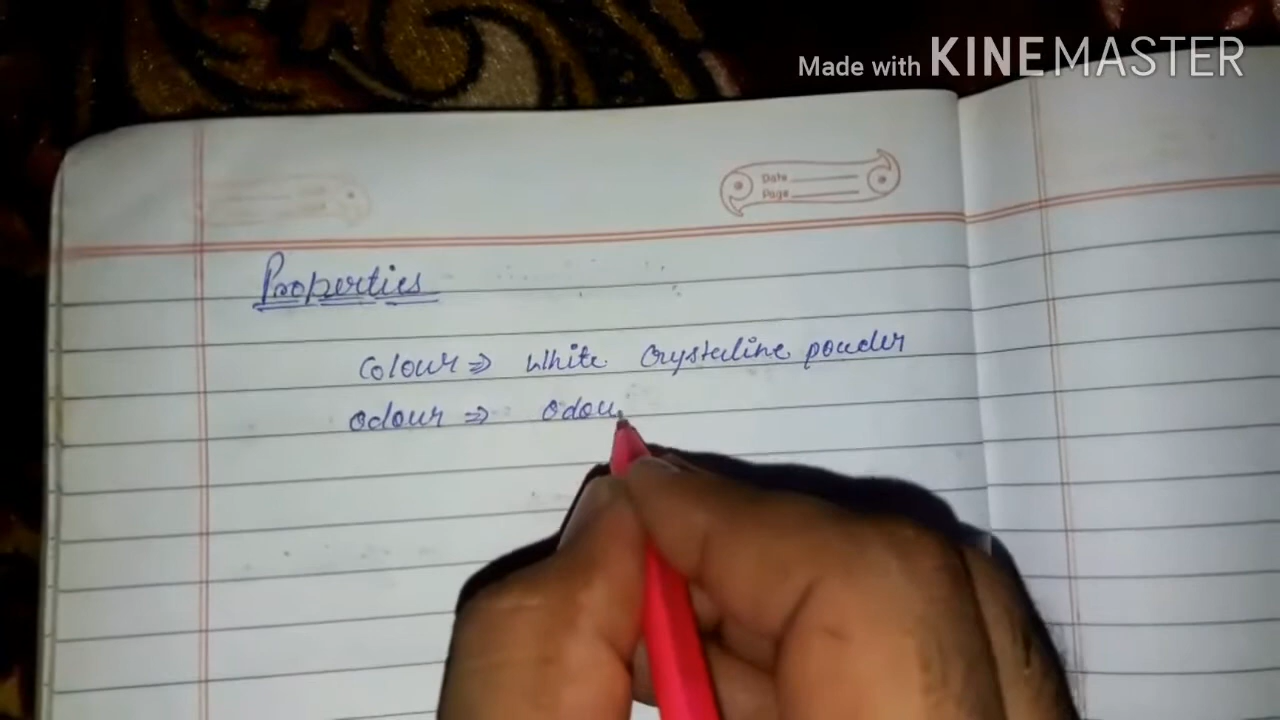 Made with KINEMASTER
Date
Page
Properties
Colour ⇒ White Crystaline powder
Odour ⇒ Odou